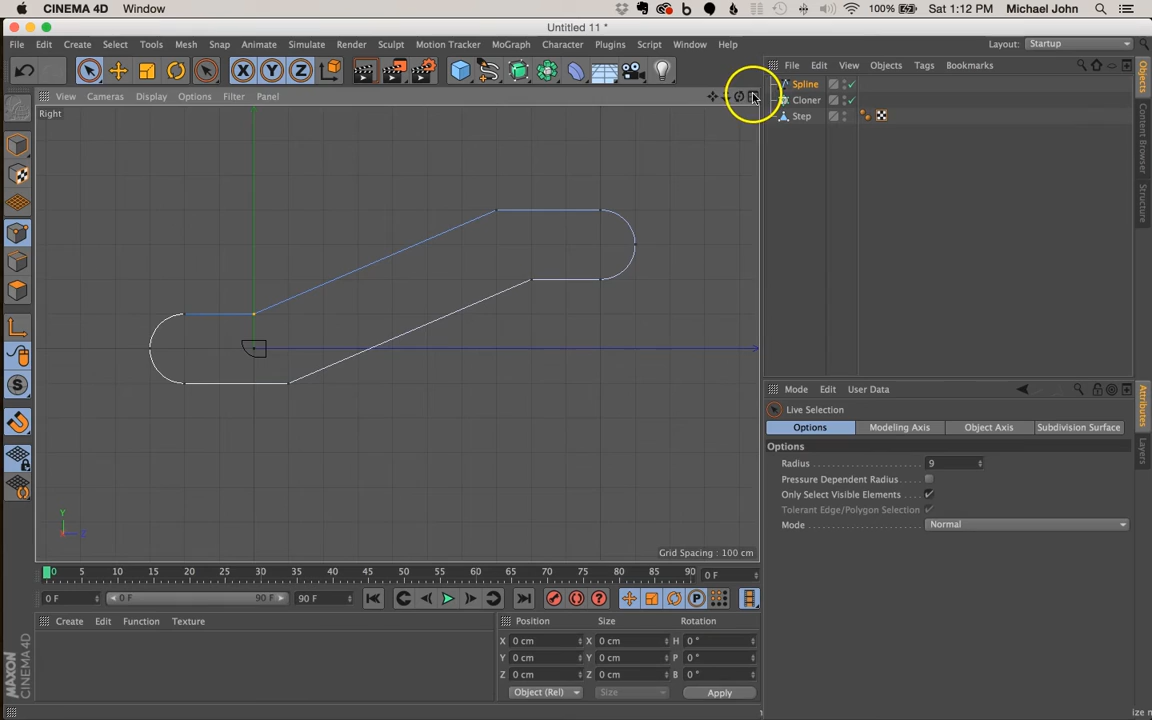 CINEMA 4D Window 100% Sat 1:12 PM Michael John
Untitled 11 *
File Edit Create Select Tools Mesh Snap Animate Simulate Render Sculpt Motion Tracker MoGraph Character Plugins Script Window Help Layout: Startup
X Y Z
File Edit View Objects Tags Bookmarks
View Cameras Display Options Filter Panel
Spline
Cloner
Step
Right
Objects
Content Browser
Structure
Y
X Z
Grid Spacing : 100 cm
Mode Edit User Data
Live Selection
Options Modeling Axis Object Axis Subdivision Surface
Options
Radius 9
Pressure Dependent Radius
Only Select Visible Elements
Tolerant Edge/Polygon Selection
Mode Normal
Attributes
Layers
0 5 10 15 20 25 30 35 40 45 50 55 60 65 70 75 80 85 90 0 F
0 F 0 F 90 F 90 F
Create Edit Function Texture
Position Size Rotation
X 0 cm X 0 cm H 0 °
Y 0 cm Y 0 cm P 0 °
Z 0 cm Z 0 cm B 0 °
Object (Rel) Size Apply
MAXON CINEMA 4D